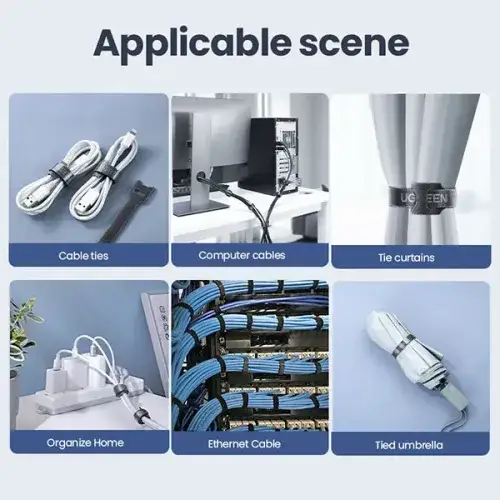 Applicable scene
Cable ties
Computer cables
UGREEN
Tie curtains
Organize Home
Ethernet Cable
Tied umbrella